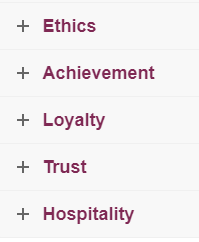 + Ethics
+ Achievement
+ Loyalty
+ Trust
+ Hospitality